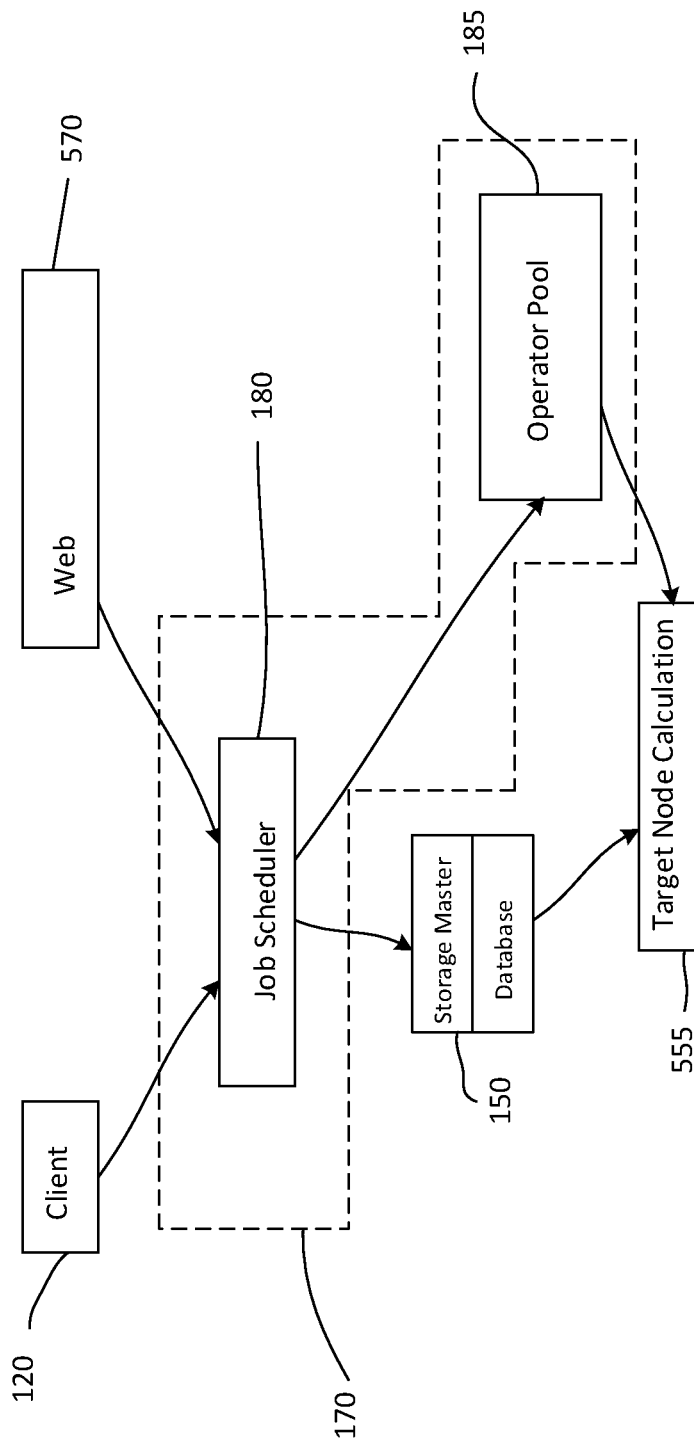 120
Client
Web
570
Job Scheduler
180
170
Storage Master
Database
150
Operator Pool
185
Target Node Calculation
555